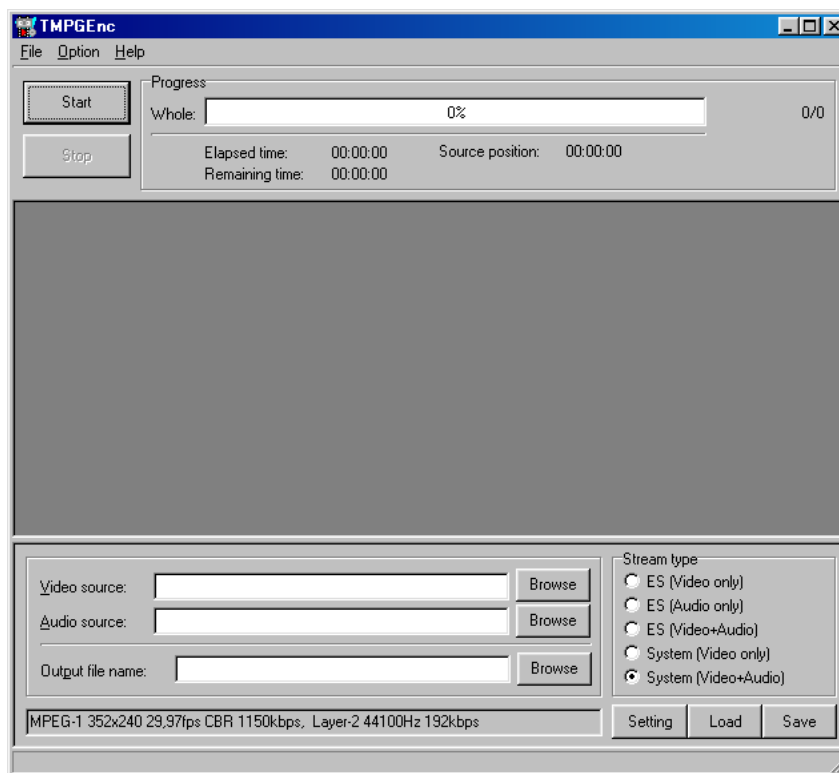 TMPGEnc
File Option Help
Start
Stop
Progress
Whole: 0% 0/0
Elapsed time: 00:00:00 Source position: 00:00:00
Remaining time: 00:00:00
Video source: Browse
Audio source: Browse
Output file name: Browse
Stream type
ES (Video only)
ES (Audio only)
ES (Video+Audio)
System (Video only)
System (Video+Audio)
MPEG-1 352x240 29,97fps CBR 1150kbps, Layer-2 44100Hz 192kbps
Setting Load Save